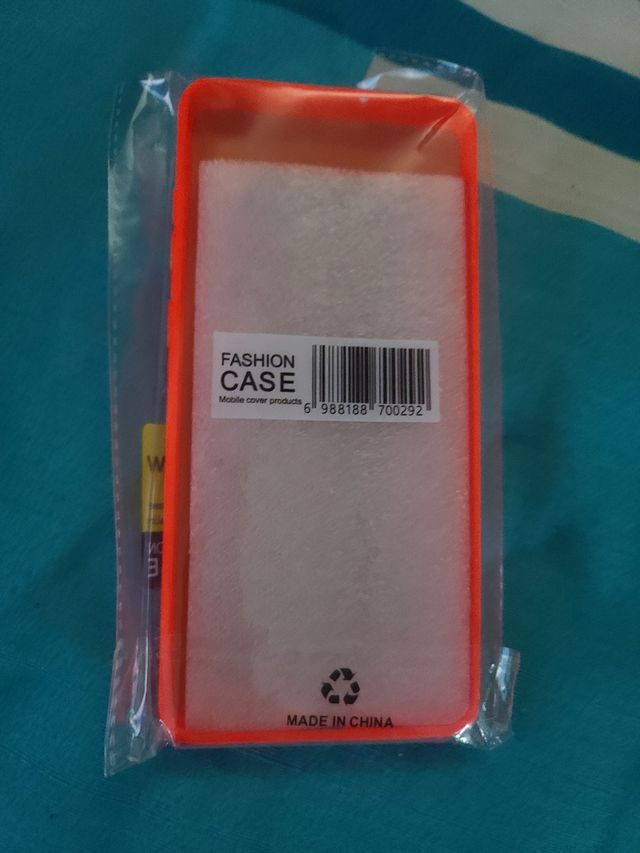 FASHION
CASE
Mobile cover products
6 988188 700292
W
MADE IN CHINA